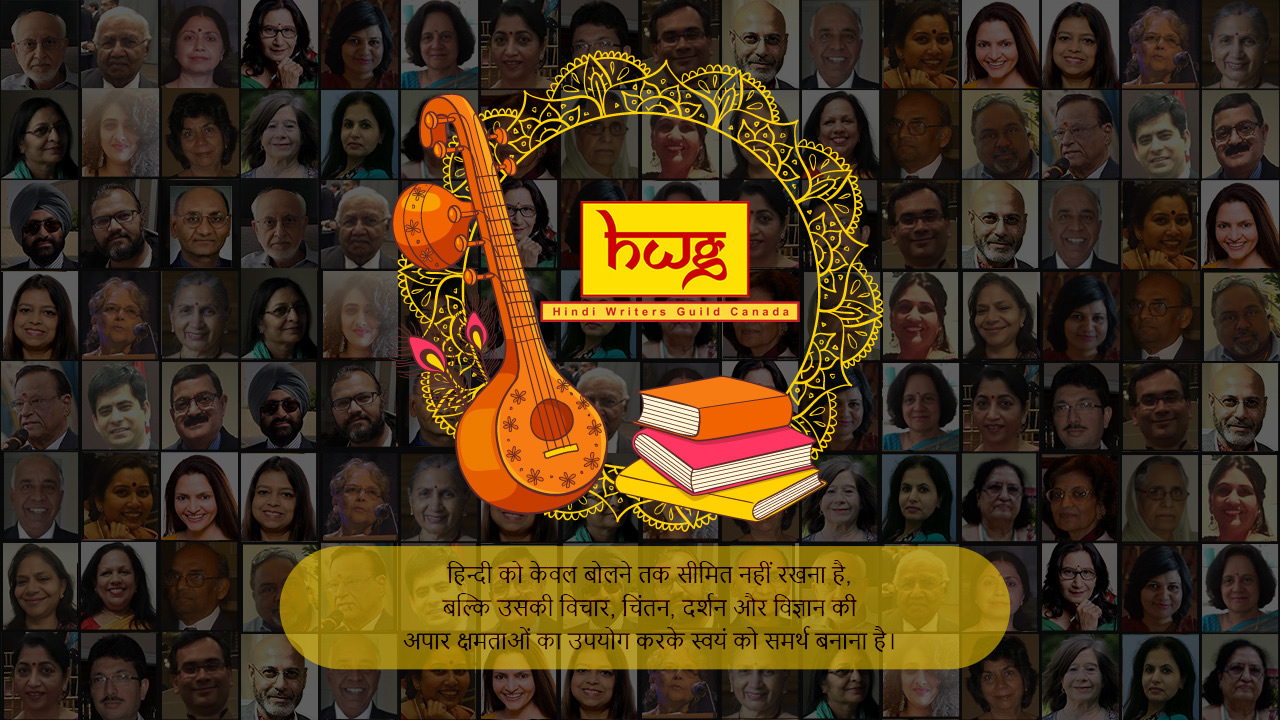 hwg
Hindi Writers Guild Canada
हिन्दी को केवल बोलने तक सीमित नहीं रखना है,
बल्कि उसकी विचार, चिंतन, दर्शन और विज्ञान की
अपार क्षमताओं का उपयोग करके स्वयं को समर्थ बनाना है।